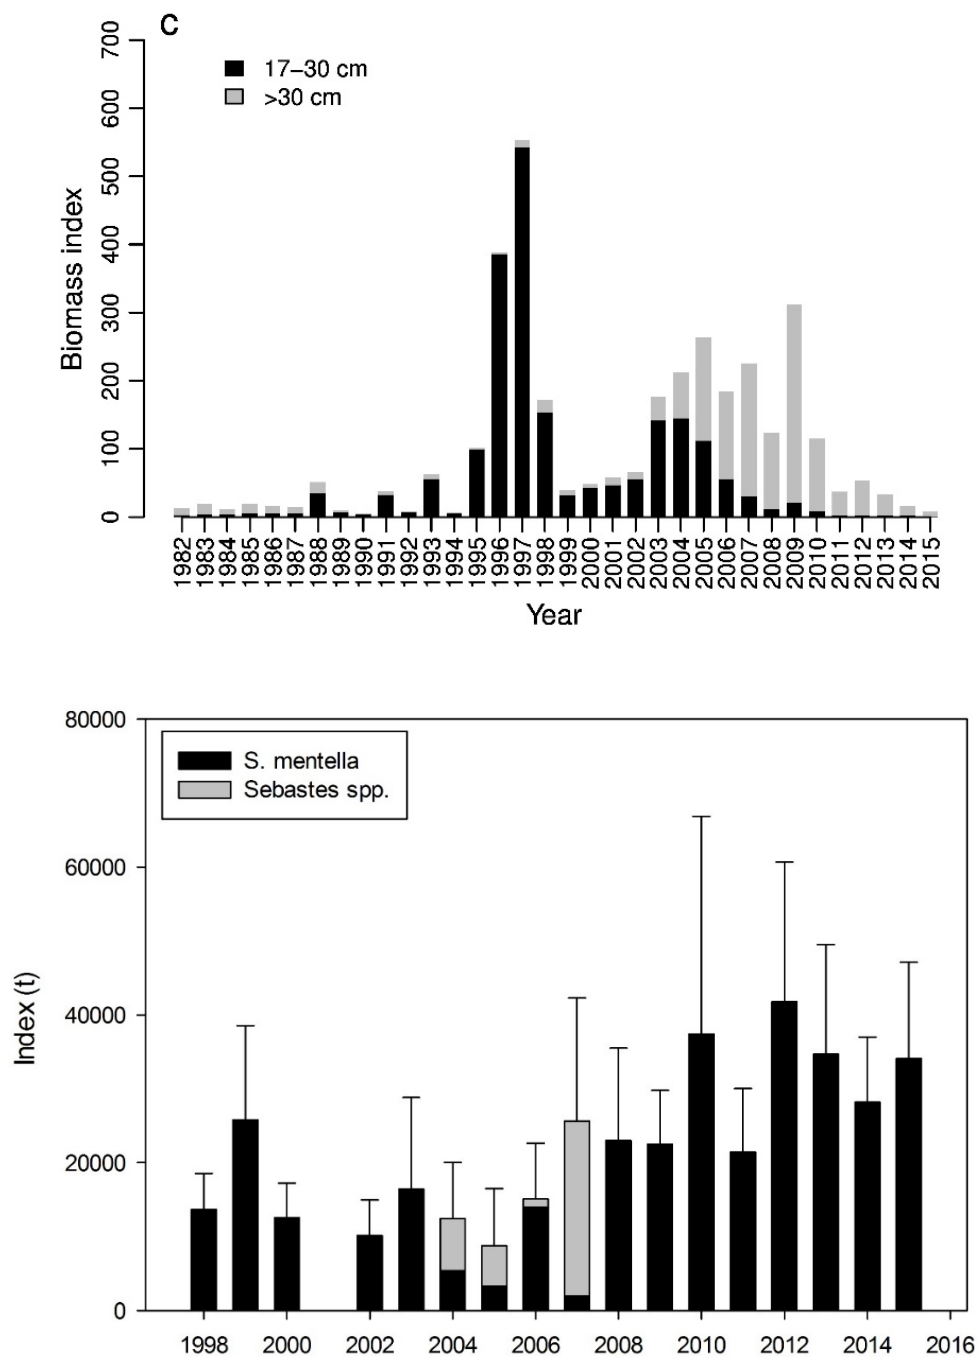 C
700
600
500
400
300
200
100
0
Biomass index
17–30 cm
>30 cm
1982 1983 1984 1985 1986 1987 1988 1989 1990 1991 1992 1993 1994 1995 1996 1997 1998 1999 2000 2001 2002 2003 2004 2005 2006 2007 2008 2009 2010 2011 2012 2013 2014 2015
Year
80000
60000
40000
20000
0
Index (t)
S. mentella
Sebastes spp.
1998 2000 2002 2004 2006 2008 2010 2012 2014 2016